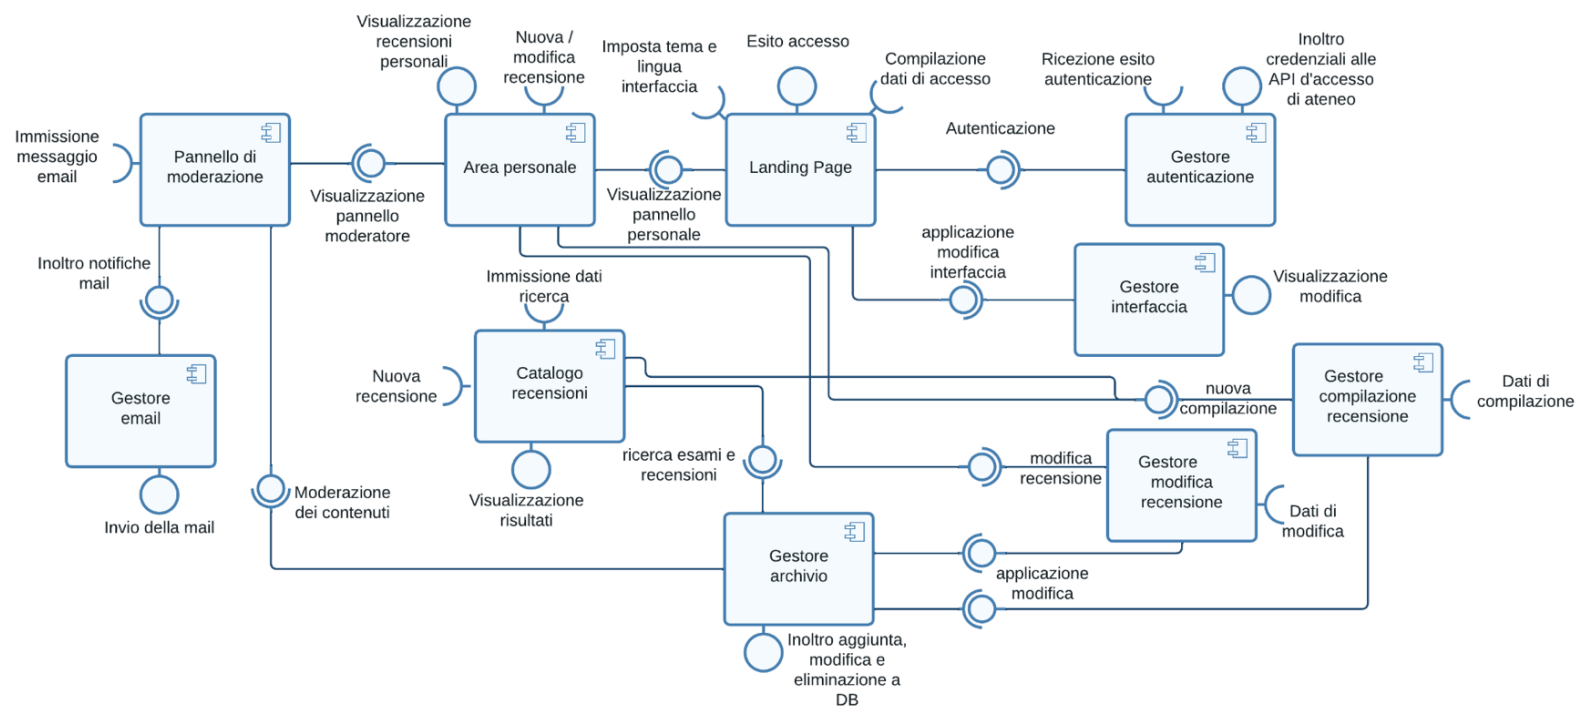 Visualizzazione
recensioni
personali
Nuova /
modifica
recensione
Imposta tema e
lingua
interfaccia
Esito accesso
Compilazione
dati di accesso
Ricezione esito
autenticazione
Inoltro
credenziali alle
API d'accesso
di ateneo
Immissione
messaggio
email
Pannello di
moderazione
Visualizzazione
pannello
moderatore
Area personale
Visualizzazione
pannello
personale
Landing Page
Autenticazione
Gestore
autenticazione
Inoltro notifiche
mail
applicazione
modifica
interfaccia
Gestore
interfaccia
Visualizzazione
modifica
Immissione dati
ricerca
Gestore
email
Invio della mail
Nuova
recensione
Catalogo
recensioni
Visualizzazione
risultati
ricerca esami e
recensioni
nuova
compilazione
Gestore
compilazione
recensione
Dati di
compilazione
modifica
recensione
Gestore
modifica
recensione
Dati di
modifica
Moderazione
dei contenuti
Gestore
archivio
applicazione
modifica
Inoltro aggiunta,
modifica e
eliminazione a
DB